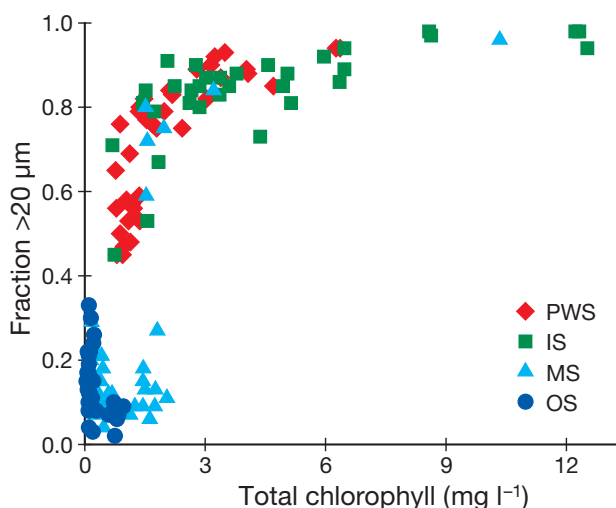 Fraction >20 µm
1.0
0.8
0.6
0.4
0.2
0.0
0
3
6
9
12
Total chlorophyll (mg l⁻¹)
PWS
IS
MS
OS